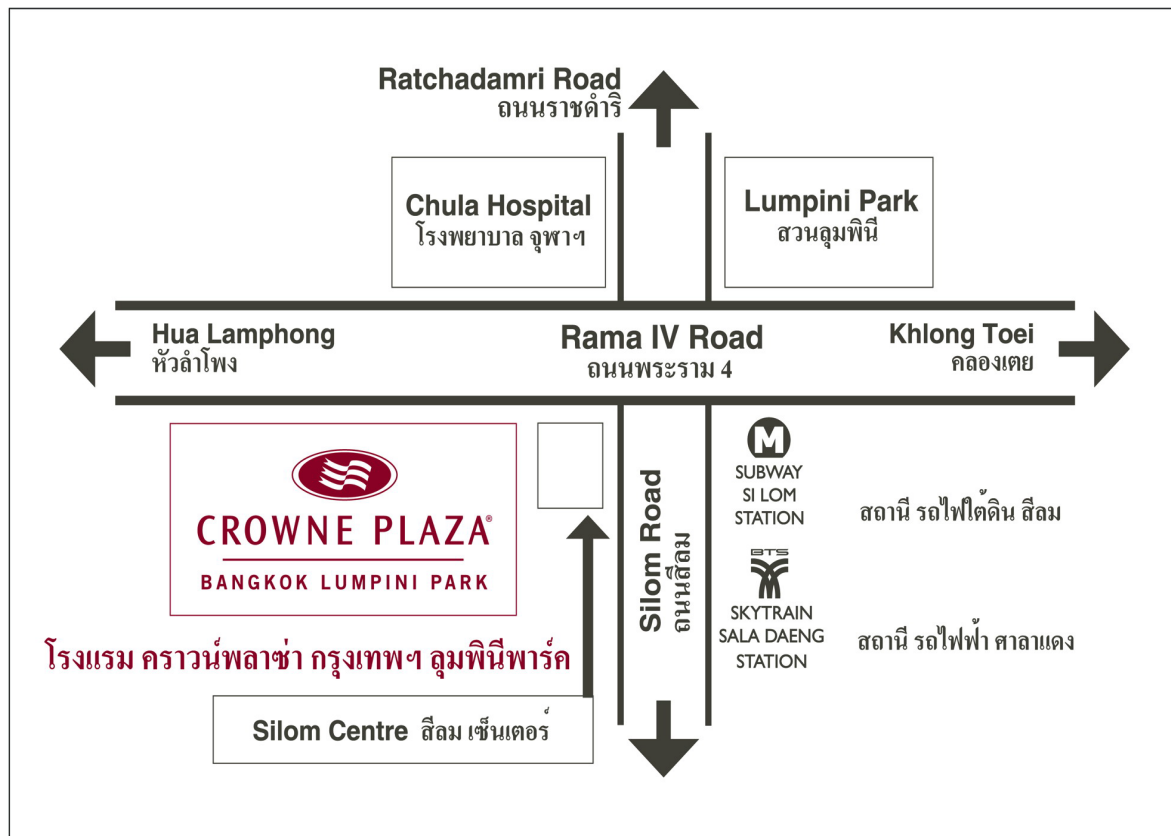 Ratchadamri Road
ถนนราชดำริ
Chula Hospital
โรงพยาบาล จุฬาฯ
Lumpini Park
สวนลุมพินี
Hua Lamphong
หัวลำโพง
Rama IV Road
ถนนพระราม 4
Khlong Toei
คลองเตย
CROWNE PLAZA®
BANGKOK LUMPINI PARK
โรงแรม คราวน์พลาซ่า กรุงเทพฯ ลุมพินีพาร์ค
Silom Centre สีลม เซ็นเตอร์
Silom Road
ถนนสีลม
M
SUBWAY
SI LOM
STATION
สถานี รถไฟใต้ดิน สีลม
BTS
SKYTRAIN
SALA DAENG
STATION
สถานี รถไฟฟ้า ศาลาแดง